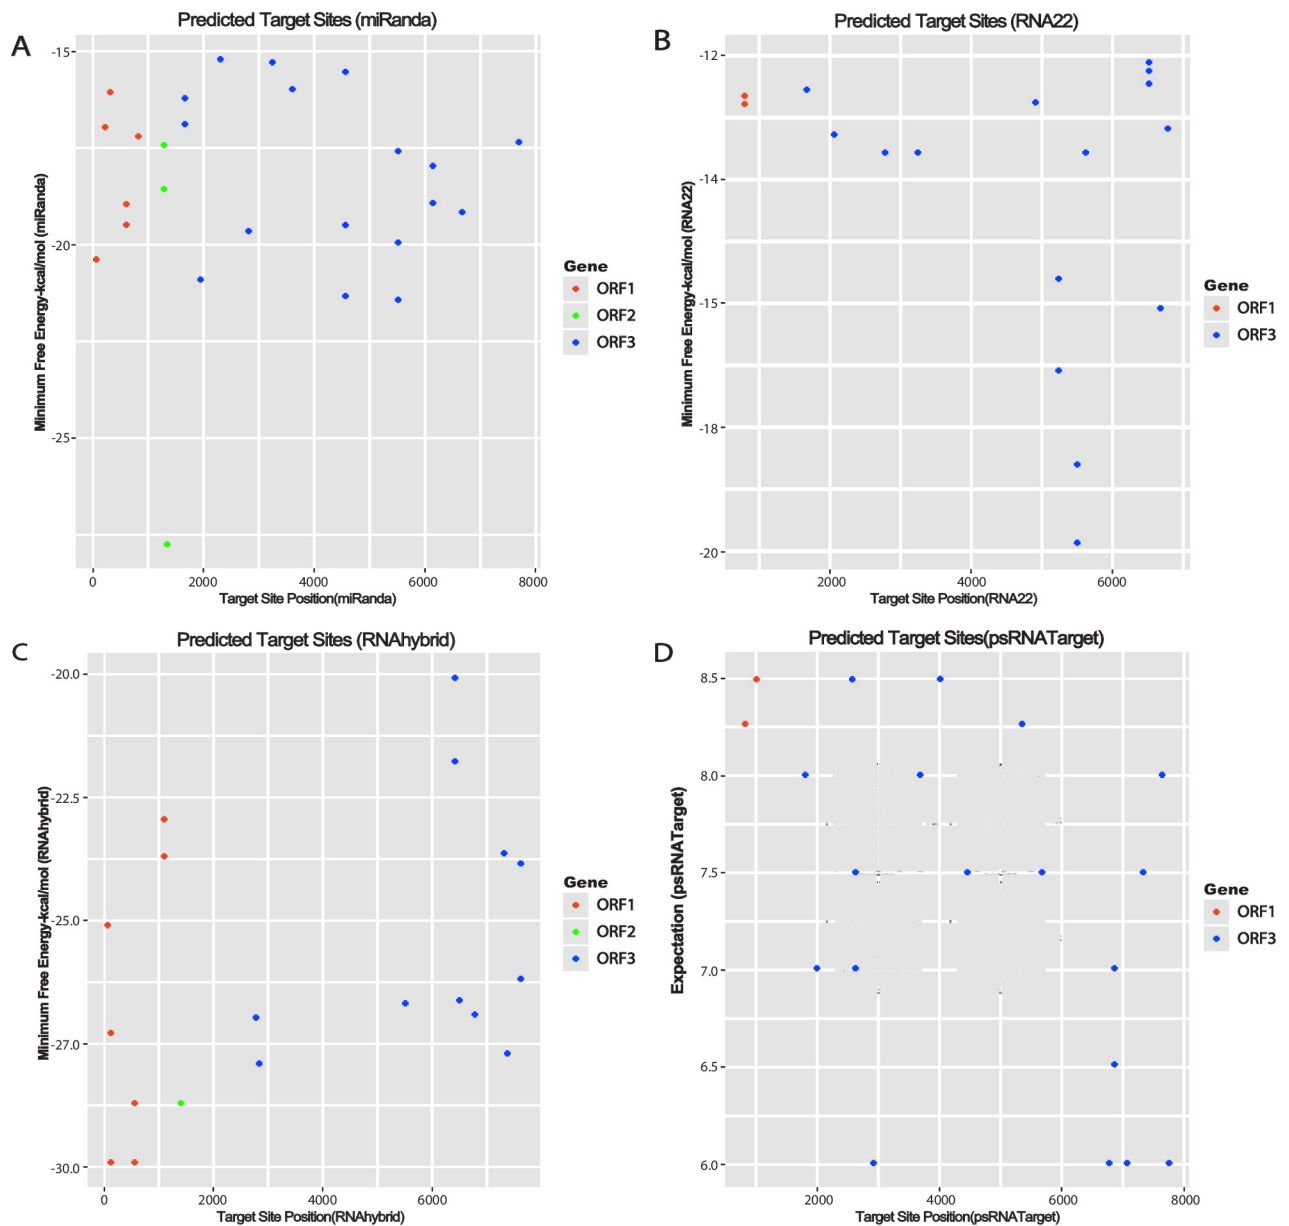 A
Predicted Target Sites (miRanda)
Minimum Free Energy-kcal/mol (miRanda)
-15
-20
-25
0
2000
4000
6000
8000
Target Site Position(miRanda)
Gene
ORF1
ORF2
ORF3
B
Predicted Target Sites (RNA22)
Minimum Free Energy-kcal/mol (RNA22)
-12
-14
-15
-18
-20
2000
4000
6000
Target Site Position(RNA22)
Gene
ORF1
ORF3
C
Predicted Target Sites (RNAhybrid)
Minimum Free Energy-kcal/mol (RNAhybrid)
-20.0
-22.5
-25.0
-27.0
-30.0
0
2000
4000
6000
Target Site Position(RNAhybrid)
Gene
ORF1
ORF2
ORF3
D
Predicted Target Sites(psRNATarget)
Expectation (psRNATarget)
8.5
8.0
7.5
7.0
6.5
6.0
2000
4000
6000
8000
Target Site Position(psRNATarget)
Gene
ORF1
ORF3